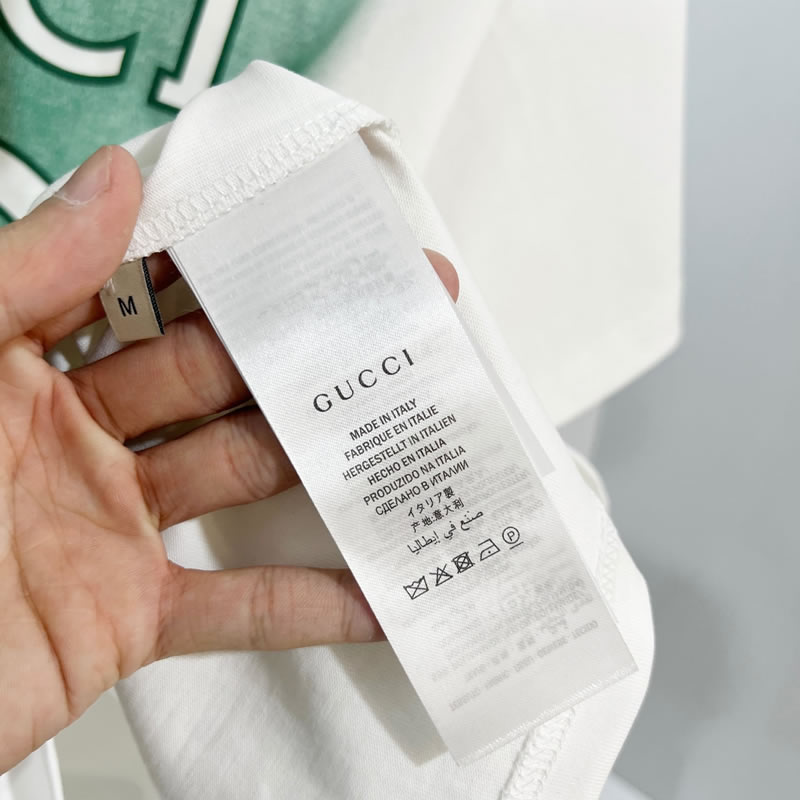 CI
M
GUCCI
MADE IN ITALY
FABRIQUE EN ITALIE
HERGESTELLT IN ITALIEN
HECHO EN ITALIA
PRODUZIDO NA ITALIA
СДЕЛАНО В ИТАЛИИ
イタリア製
产地:意大利
صنع في إيطاليا